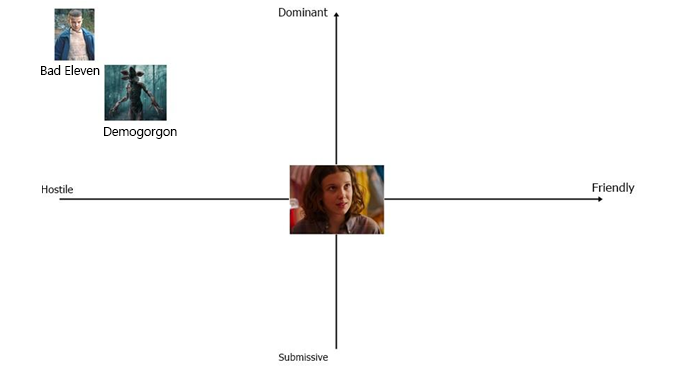 Dominant
Bad Eleven
Demogorgon
Hostile
Friendly
Submissive